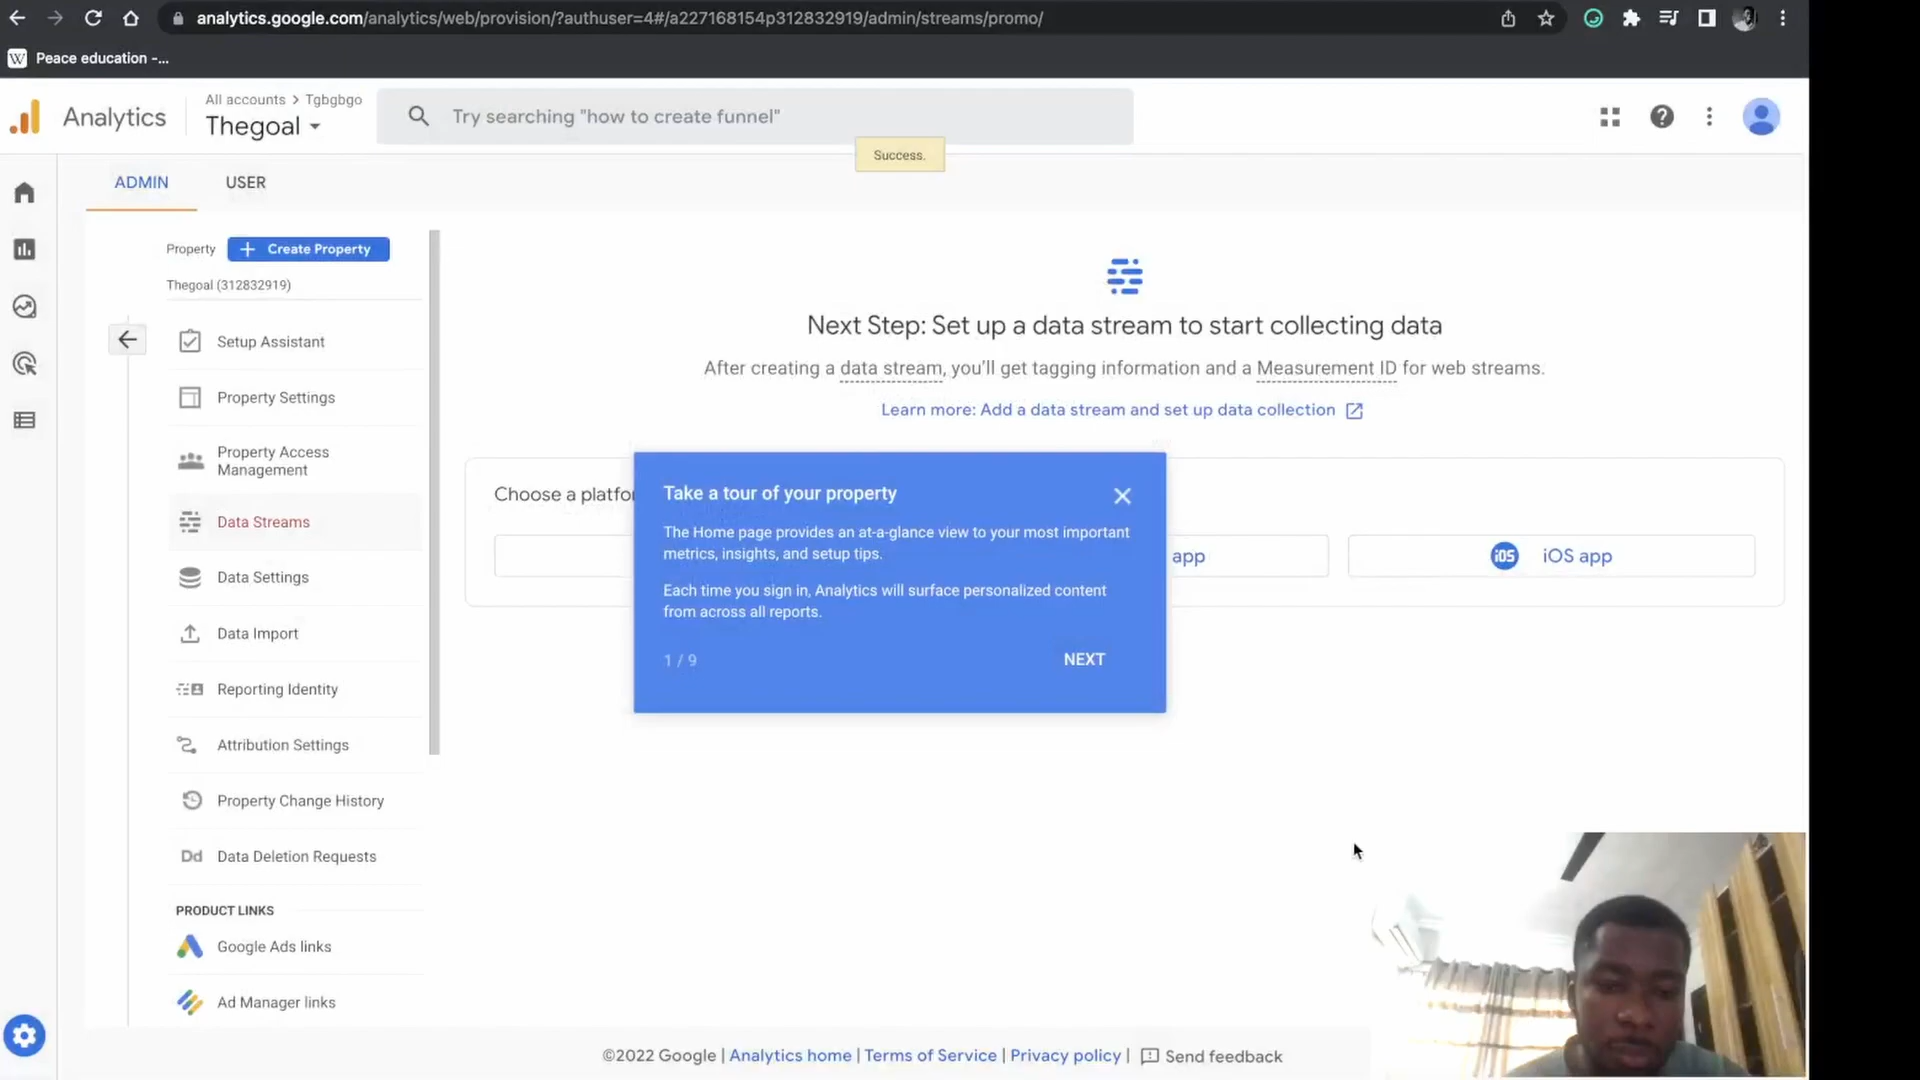 analytics.google.com/analytics/web/provision/?authuser=4#/a227168154p312832919/admin/streams/promo/
W Peace education -...
Analytics
All accounts > Tgbgbgo
Thegoal
Try searching "how to create funnel"
Success.
ADMIN USER
Property + Create Property
Thegoal (312832919)
Setup Assistant
Property Settings
Property Access
Management
Data Streams
Data Settings
Data Import
Reporting Identity
Attribution Settings
Property Change History
Dd Data Deletion Requests
PRODUCT LINKS
Google Ads links
Ad Manager links
Next Step: Set up a data stream to start collecting data
After creating a data stream, you'll get tagging information and a Measurement ID for web streams.
Learn more: Add a data stream and set up data collection
Choose a platfo
app
iOS iOS app
Take a tour of your property
The Home page provides an at-a-glance view to your most important
metrics, insights, and setup tips.
Each time you sign in, Analytics will surface personalized content
from across all reports.
1 / 9 NEXT
©2022 Google | Analytics home | Terms of Service | Privacy policy | Send feedback